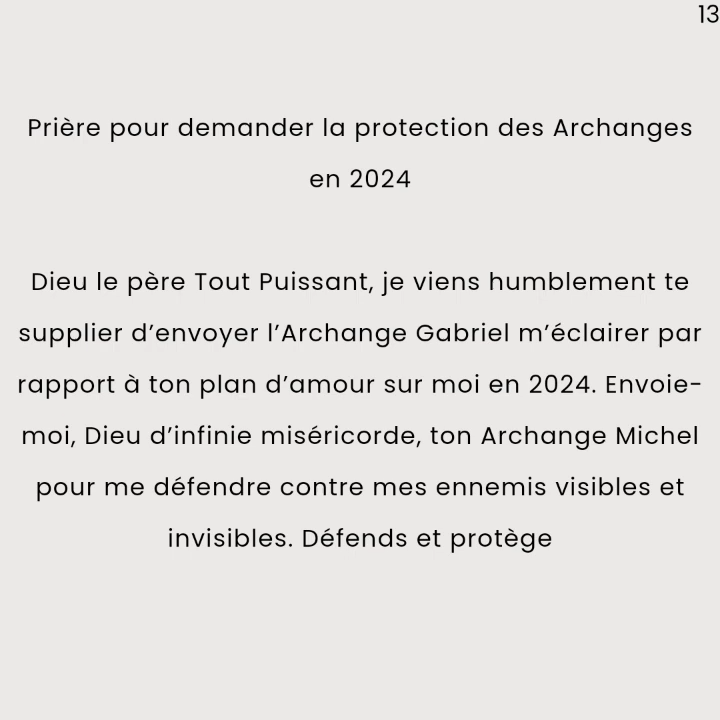 13
Prière pour demander la protection des Archanges
en 2024
Dieu le père Tout Puissant, je viens humblement te
supplier d’envoyer l’Archange Gabriel m’éclairer par
rapport à ton plan d’amour sur moi en 2024. Envoie-
moi, Dieu d’infinie miséricorde, ton Archange Michel
pour me défendre contre mes ennemis visibles et
invisibles. Défends et protège